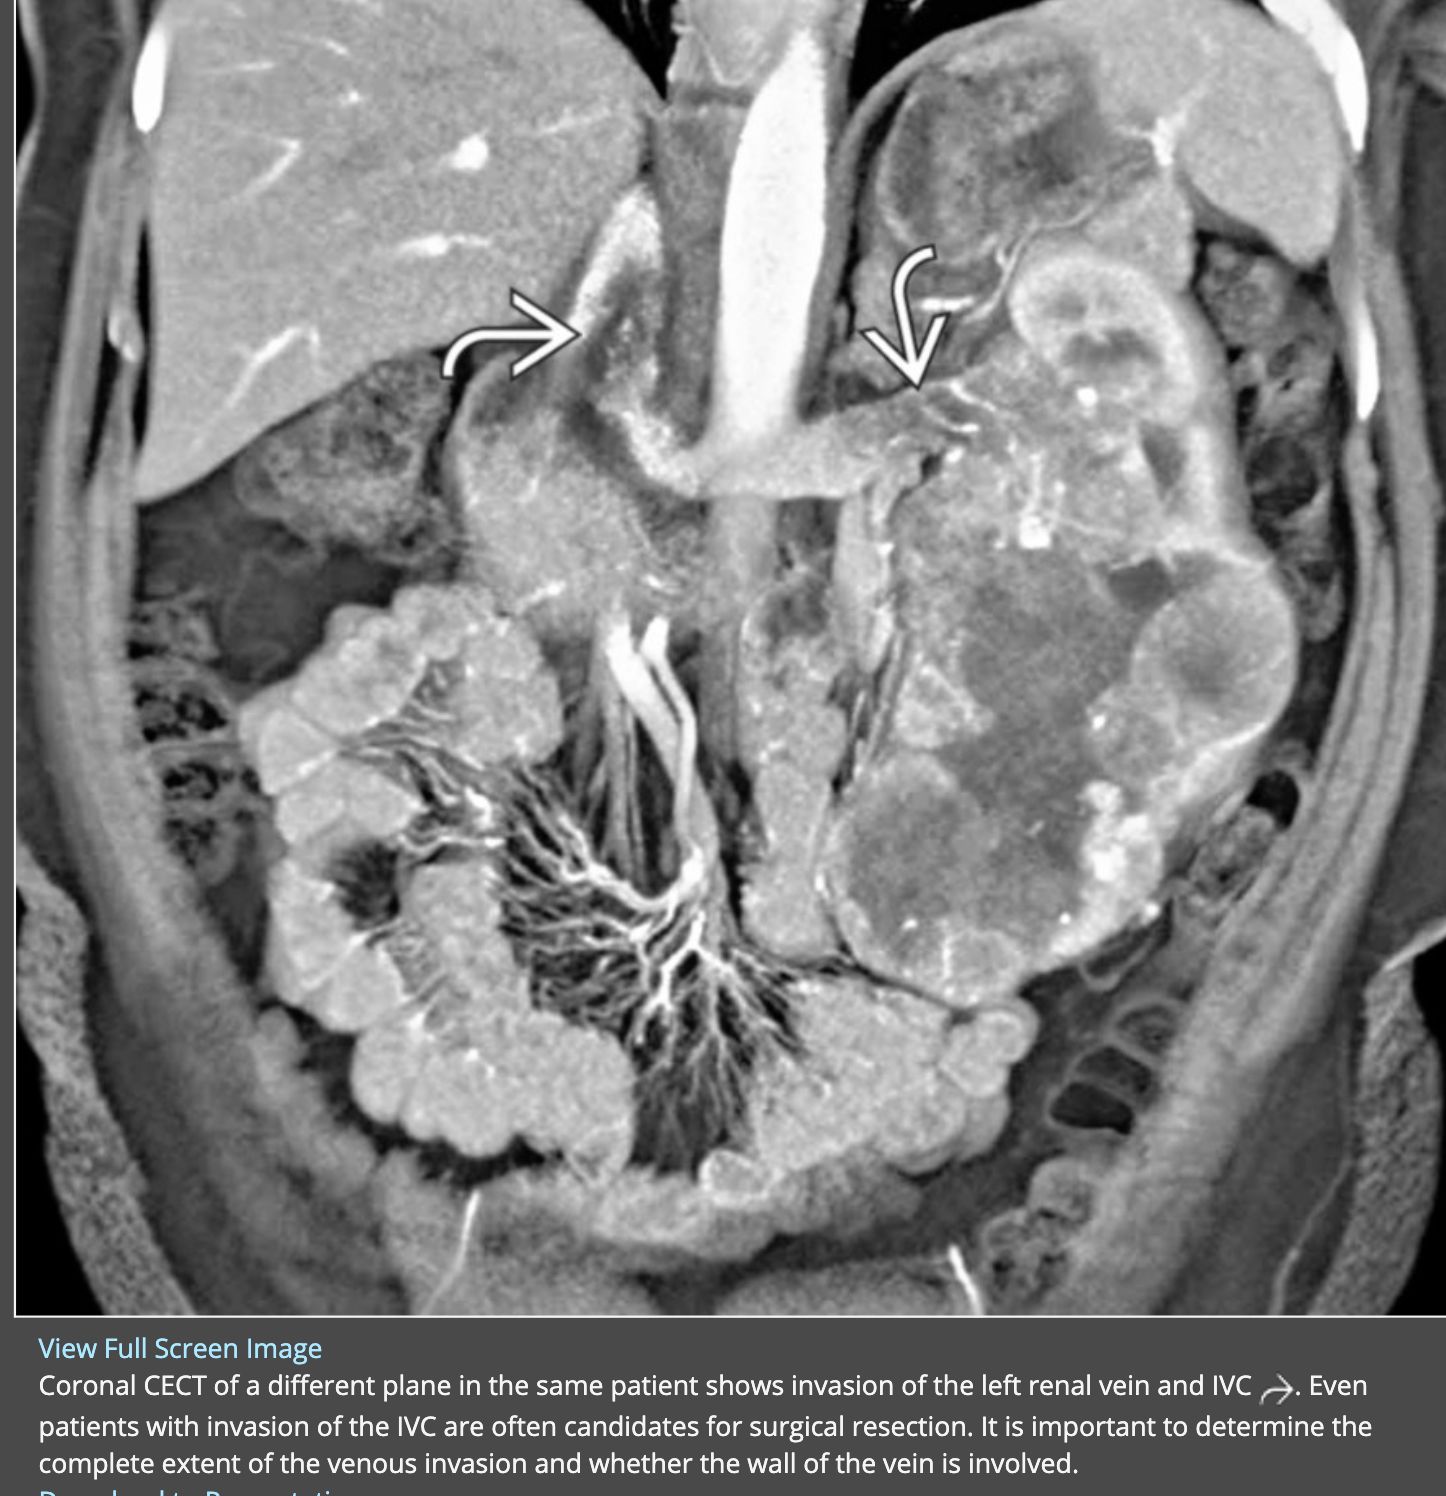 View Full Screen Image
Coronal CECT of a different plane in the same patient shows invasion of the left renal vein and IVC . Even
patients with invasion of the IVC are often candidates for surgical resection. It is important to determine the
complete extent of the venous invasion and whether the wall of the vein is involved.